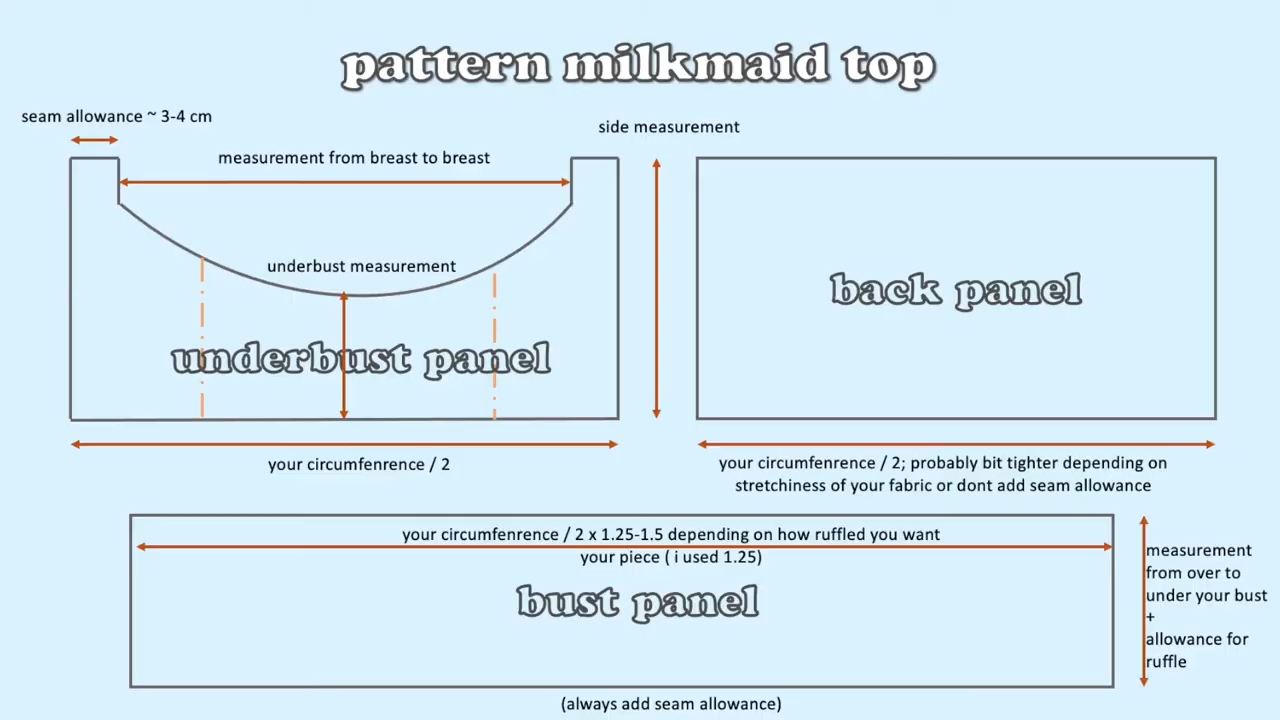 pattern milkmaid top
seam allowance ~ 3-4 cm
side measurement
measurement from breast to breast
underbust measurement
underbust panel
back panel
your circumfenrence / 2
your circumfenrence / 2; probably bit tighter depending on
stretchiness of your fabric or dont add seam allowance
your circumfenrence / 2 x 1.25-1.5 depending on how ruffled you want
your piece ( i used 1.25)
bust panel
measurement
from over to
under your bust
+
allowance for
ruffle
(always add seam allowance)